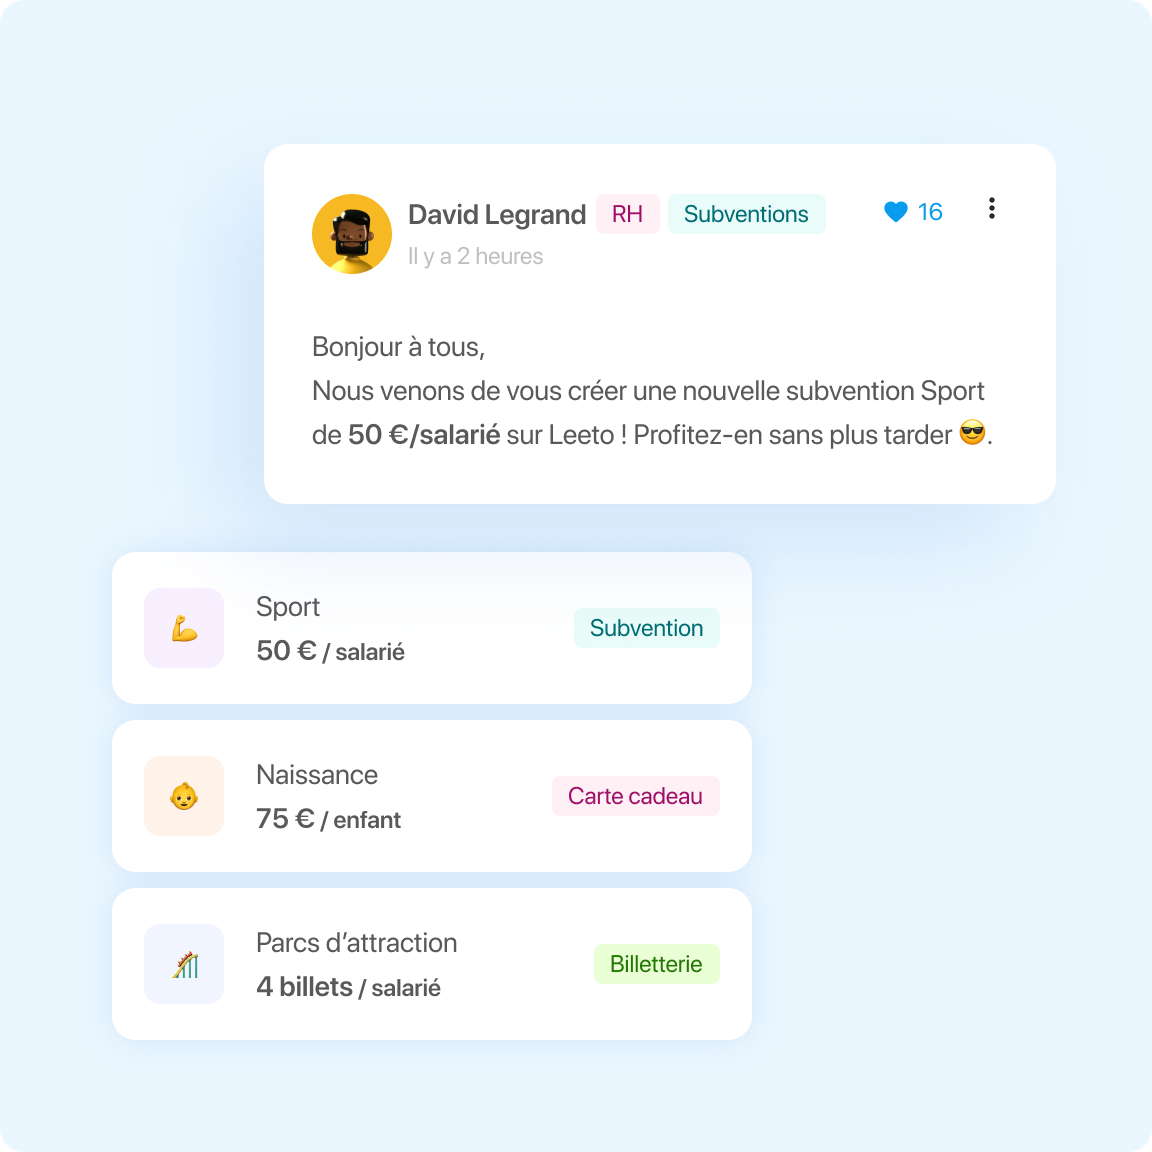 David Legrand RH Subventions 16
Il y a 2 heures
Bonjour à tous,
Nous venons de vous créer une nouvelle subvention Sport
de 50 €/salarié sur Leeto ! Profitez-en sans plus tarder 😎.
Sport
50 € / salarié
Subvention
Naissance
75 € / enfant
Carte cadeau
Parcs d’attraction
4 billets / salarié
Billetterie